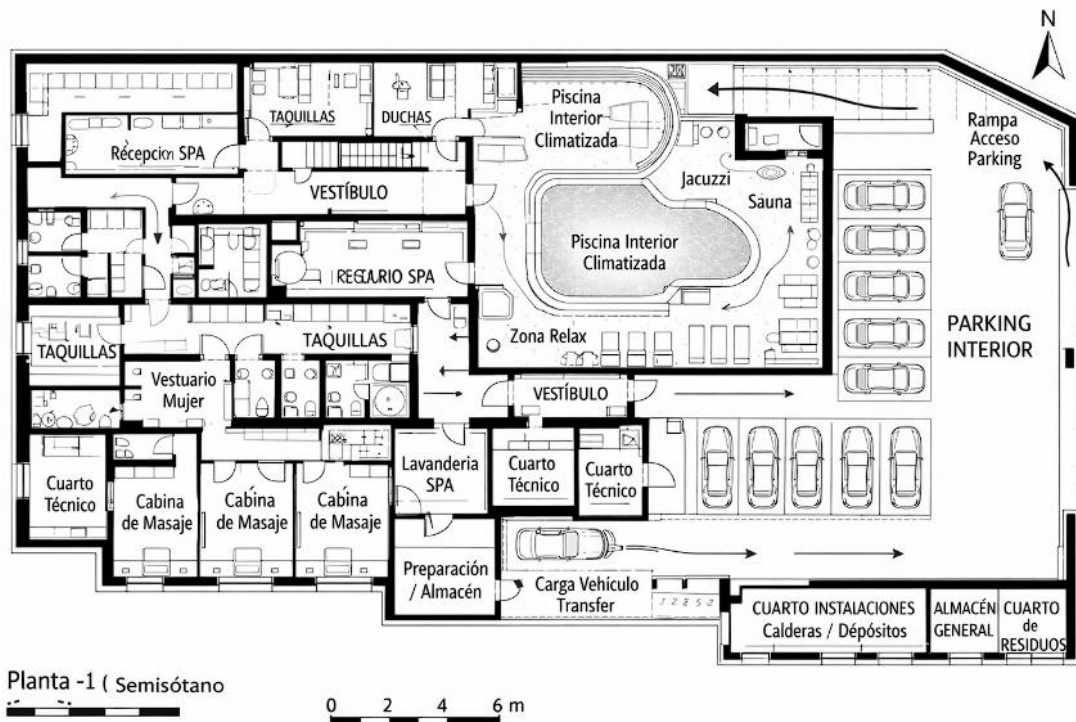 N
TAQUILLAS
DUCHAS
Piscina
Interior
Climatizada
Rampa
Acceso
Parking
Récepcıơn SPA
VESTÍBULO
Jacuzzi
Sauna
Piscina Interior
Climatizada
REGUARIO SPA
PARKING
INTERIOR
TAQUILLAS
TAQUILLAS
Zona Relax
Vestuario
Mujer
VESTÍBULO
Cuarto
Técnico
Cabina
de Masaje
Cabina
de Masaje
Cabina
de Masaje
Lavanderia
SPA
Cuarto
Técnico
Cuarto
Técnico
Preparación
/ Almacén
Carga Vehículo
Transfer
CUARTO INSTALACIONES
Calderas / Dépósitos
ALMACÉN
GENERAL
CUARTO
de
RESIDUOS
Planta -1 ( Semisótano
0 2 4 6 m